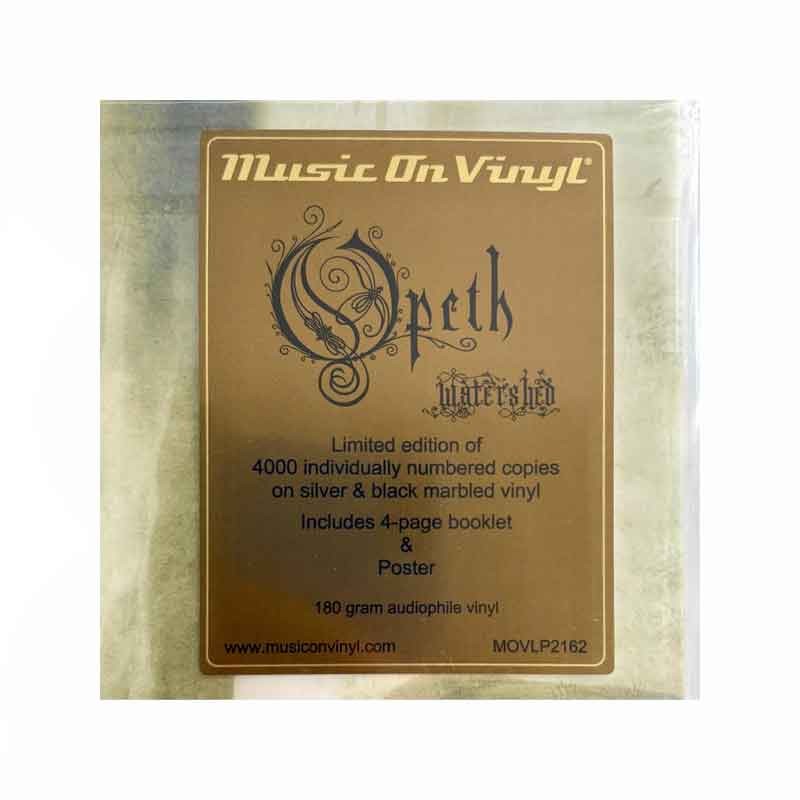 Music On Vinyl®
Opeth
watershed
Limited edition of
4000 individually numbered copies
on silver & black marbled vinyl
Includes 4-page booklet
&
Poster
180 gram audiophile vinyl
www.musiconvinyl.com MOVLP2162